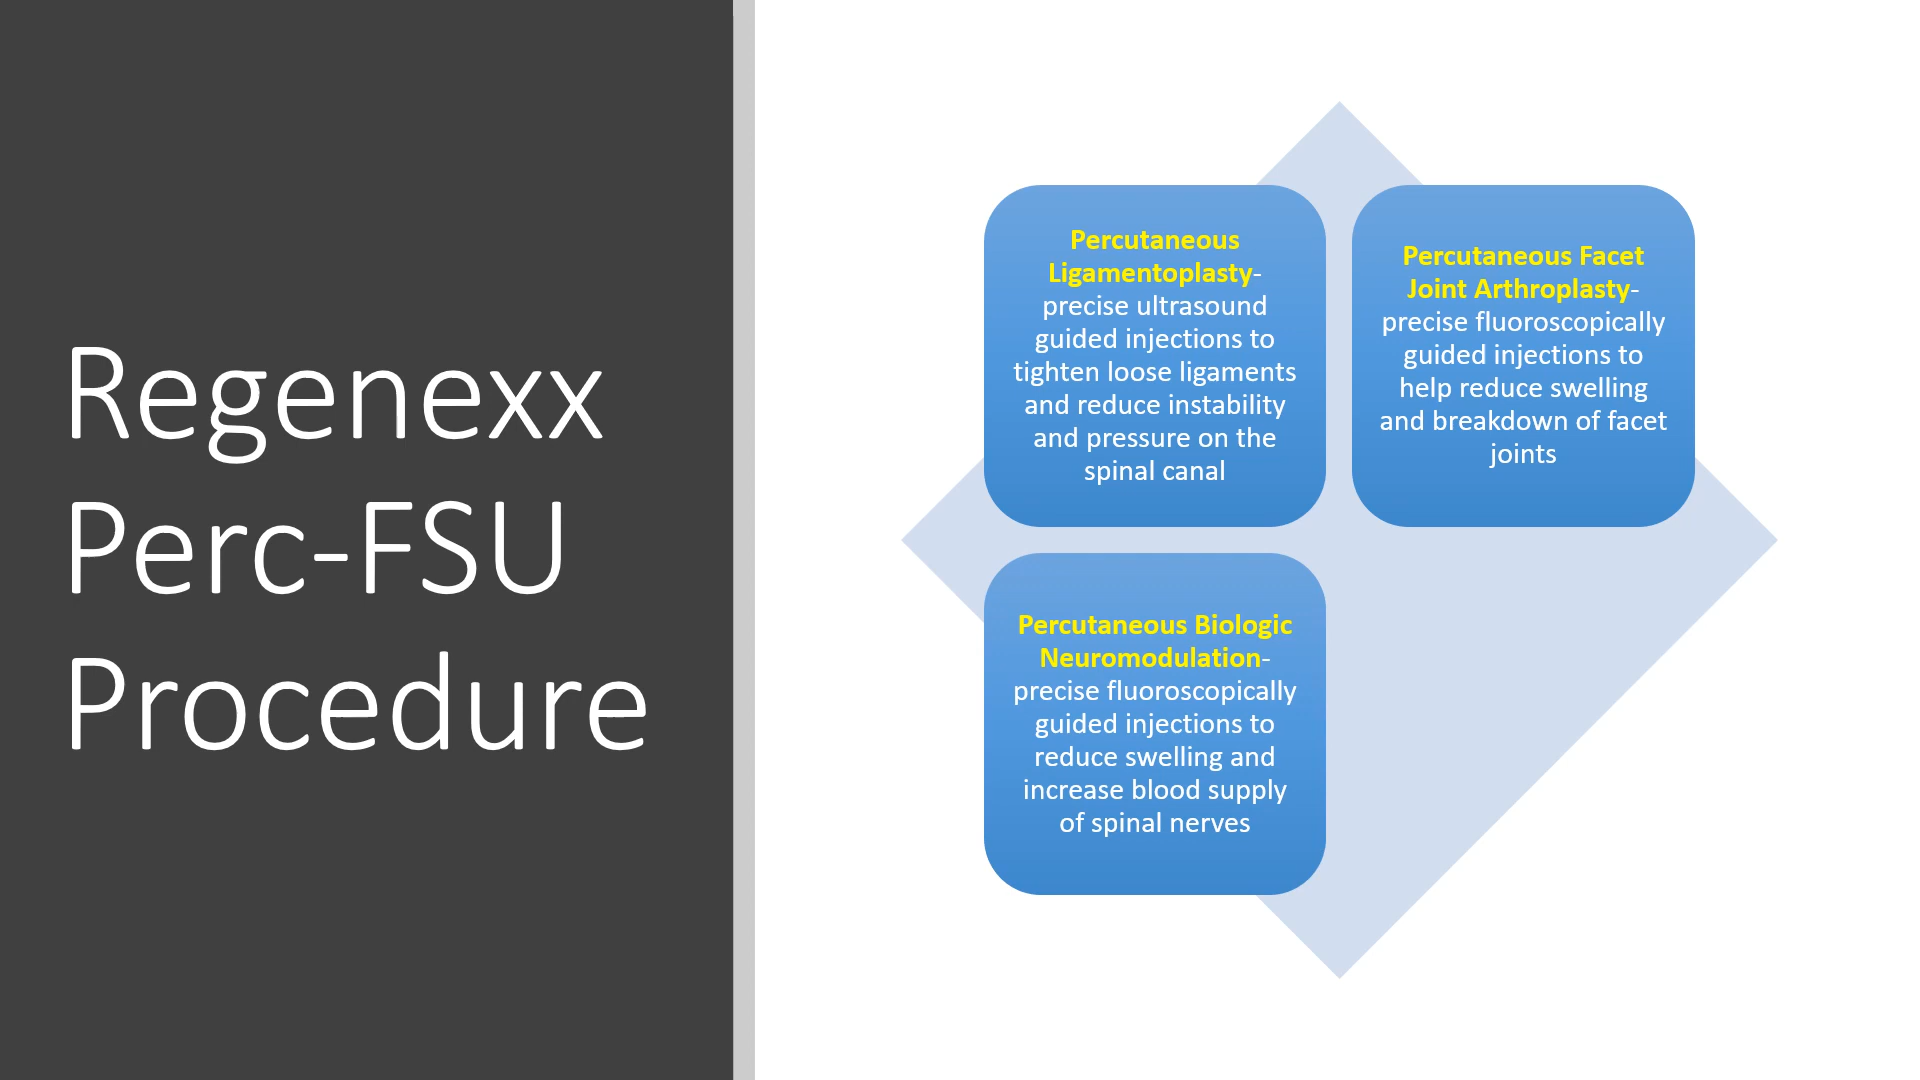 Regenexx
Perc-FSU
Procedure
Percutaneous
Ligamentoplasty-
precise ultrasound
guided injections to
tighten loose ligaments
and reduce instability
and pressure on the
spinal canal
Percutaneous Facet
Joint Arthroplasty-
precise fluoroscopically
guided injections to
help reduce swelling
and breakdown of facet
joints
Percutaneous Biologic
Neuromodulation-
precise fluoroscopically
guided injections to
reduce swelling and
increase blood supply
of spinal nerves